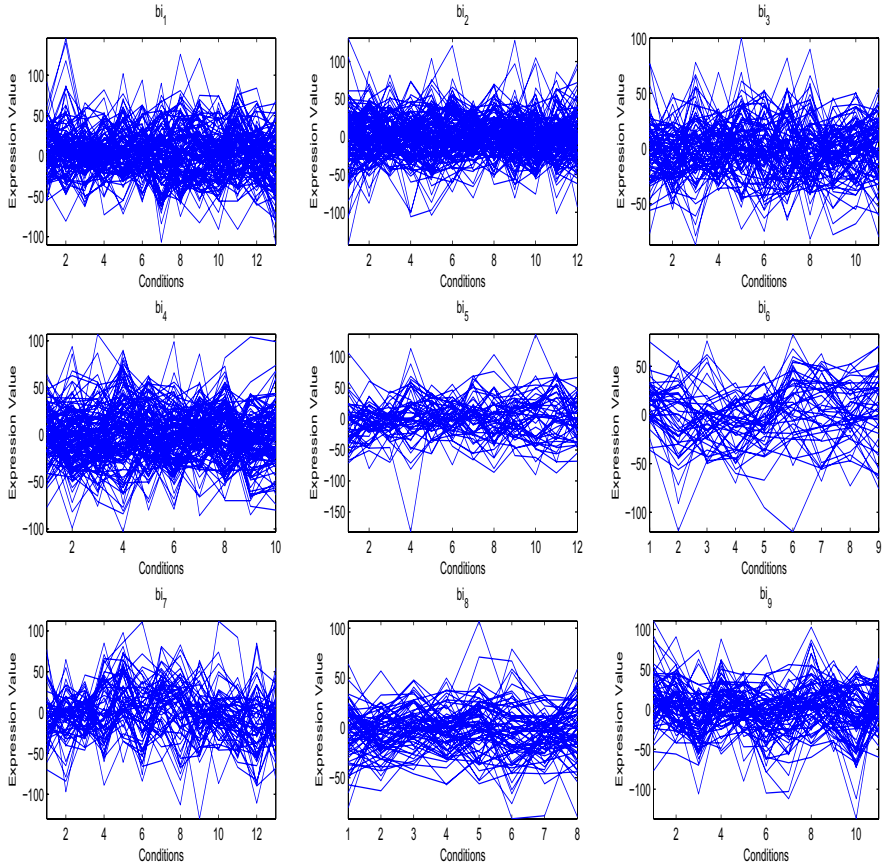 bi1
bi2
bi3
Expression Value
100
50
0
−50
−100
2 4 6 8 10 12
Conditions
Expression Value
100
50
0
−50
−100
2 4 6 8 10 12
Conditions
Expression Value
100
50
0
−50
2 4 6 8 10
Conditions
bi4
bi5
bi6
Expression Value
100
50
0
−50
−100
2 4 6 8 10
Conditions
Expression Value
100
50
0
−50
−100
−150
2 4 6 8 10 12
Conditions
Expression Value
50
0
−50
−100
1 2 3 4 5 6 7 8 9
Conditions
bi7
bi8
bi9
Expression Value
100
50
0
−50
−100
2 4 6 8 10 12
Conditions
Expression Value
100
50
0
−50
1 2 3 4 5 6 7 8
Conditions
Expression Value
100
50
0
−50
−100
2 4 6 8 10
Conditions